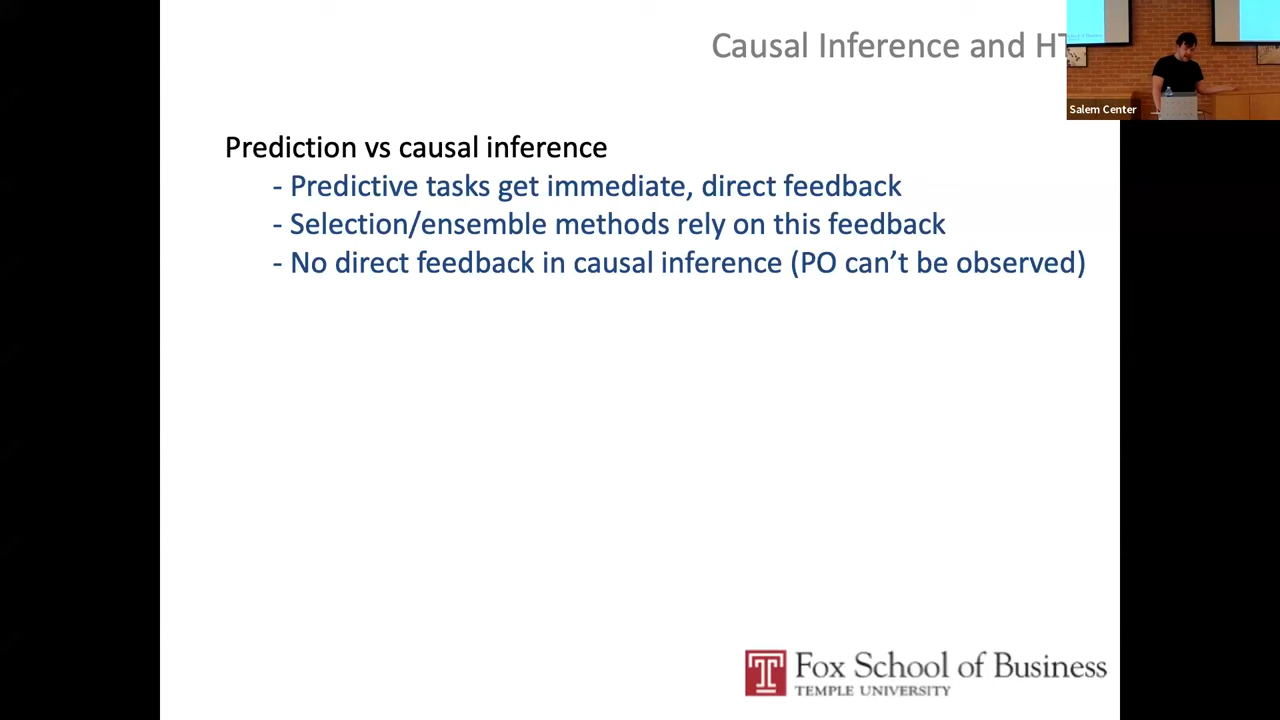 Causal Inference and HT
Salem Center
Prediction vs causal inference
- Predictive tasks get immediate, direct feedback
- Selection/ensemble methods rely on this feedback
- No direct feedback in causal inference (PO can't be observed)
Fox School of Business
TEMPLE UNIVERSITY